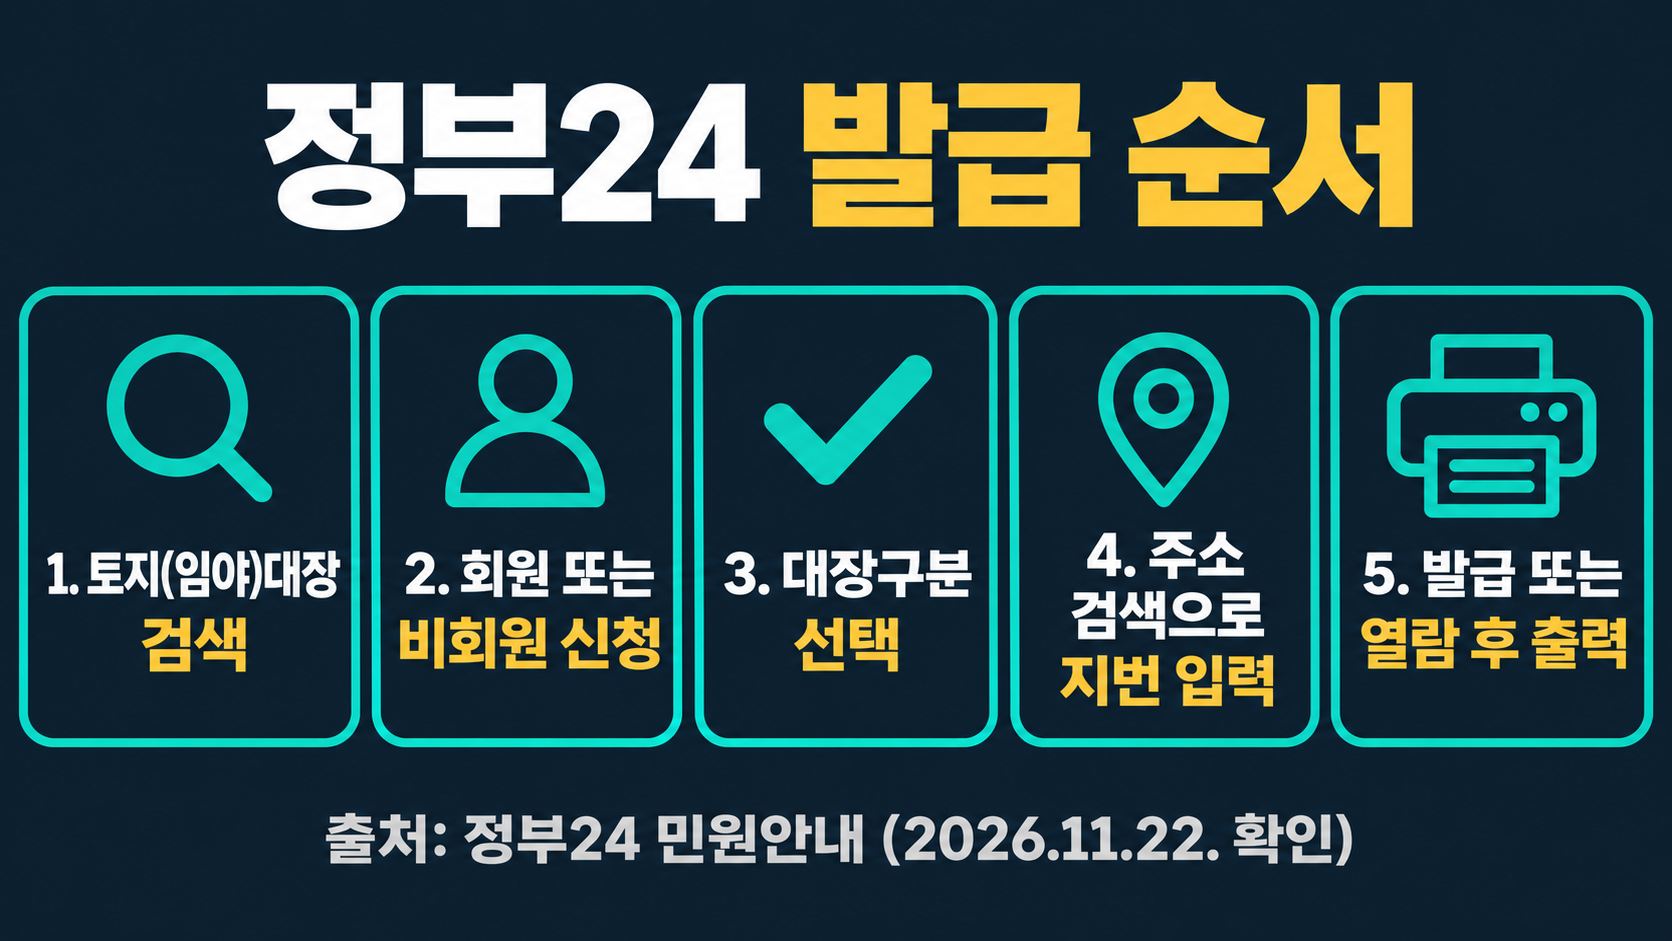 정부24 발급 순서
1. 토지(임야)대장
검색
2. 회원 또는
비회원 신청
3. 대장구분
선택
4. 주소
검색으로
지번 입력
5. 발급 또는
열람 후 출력
출처: 정부24 민원안내 (2026.11.22. 확인)